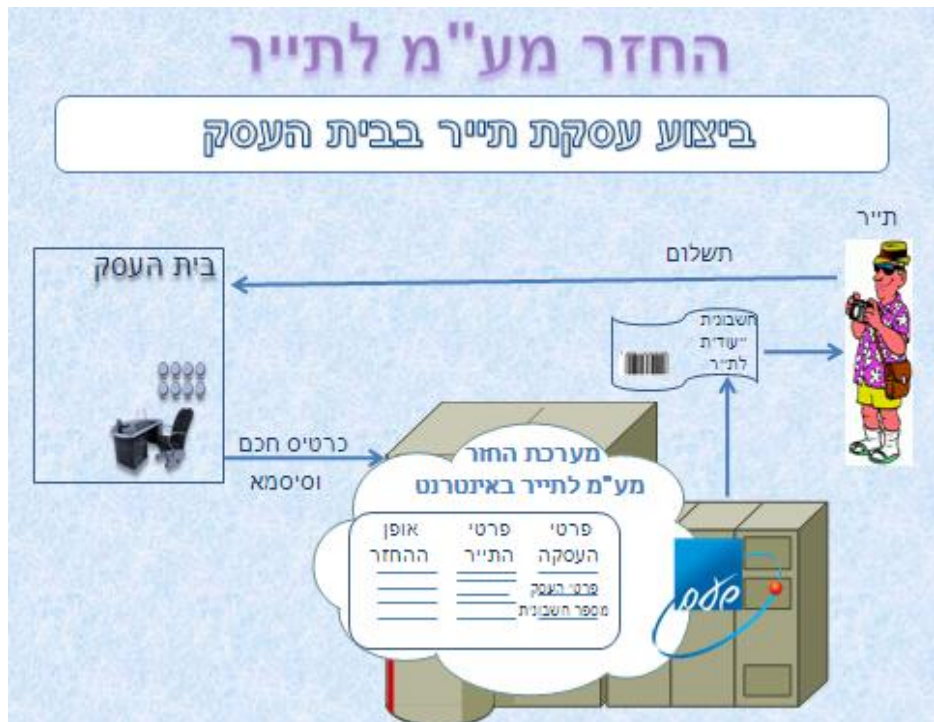 החזר מע"מ לתייר
ביצוע עסקת תייר בבית העסק
תייר
תשלום
בית העסק
חשבונית
ייעודית
לתייר
כרטיס חכם
וסיסמא
מערכת החזר
מע"מ לתייר באינטרנט
פרטי העסקה
פרטי התייר
אופן ההחזר
פרטי העסק
מספר חשבונית
שעם